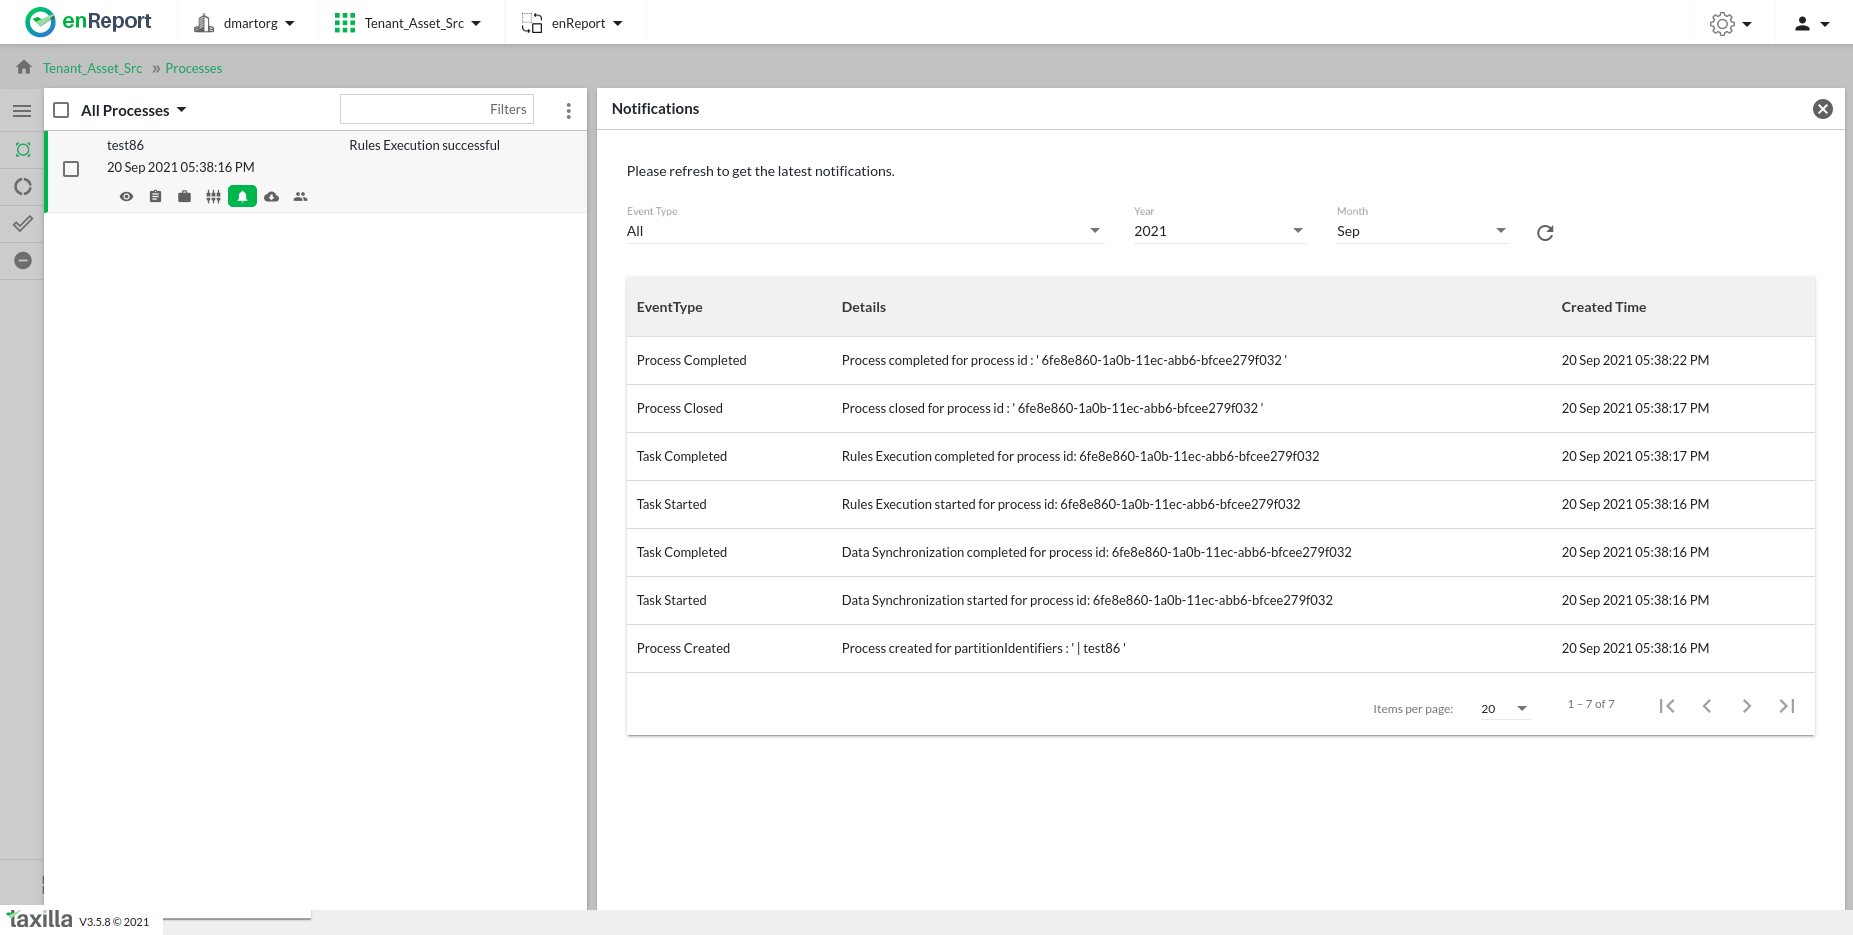 enReport
dmartorg
Tenant_Asset_Src
enReport
Tenant_Asset_Src » Processes
All Processes
Filters
test86
Rules Execution successful
20 Sep 2021 05:38:16 PM
Notifications
Please refresh to get the latest notifications.
Event Type
Year
Month
All
2021
Sep
EventType Details Created Time
Process Completed Process completed for process id : ' 6fe8e860-1a0b-11ec-abb6-bfcee279f032 ' 20 Sep 2021 05:38:22 PM
Process Closed Process closed for process id : ' 6fe8e860-1a0b-11ec-abb6-bfcee279f032 ' 20 Sep 2021 05:38:17 PM
Task Completed Rules Execution completed for process id: 6fe8e860-1a0b-11ec-abb6-bfcee279f032 20 Sep 2021 05:38:17 PM
Task Started Rules Execution started for process id: 6fe8e860-1a0b-11ec-abb6-bfcee279f032 20 Sep 2021 05:38:16 PM
Task Completed Data Synchronization completed for process id: 6fe8e860-1a0b-11ec-abb6-bfcee279f032 20 Sep 2021 05:38:16 PM
Task Started Data Synchronization started for process id: 6fe8e860-1a0b-11ec-abb6-bfcee279f032 20 Sep 2021 05:38:16 PM
Process Created Process created for partitionIdentifiers : ' | test86 ' 20 Sep 2021 05:38:16 PM
Items per page: 20 1 – 7 of 7
taxilla V3.5.8 © 2021